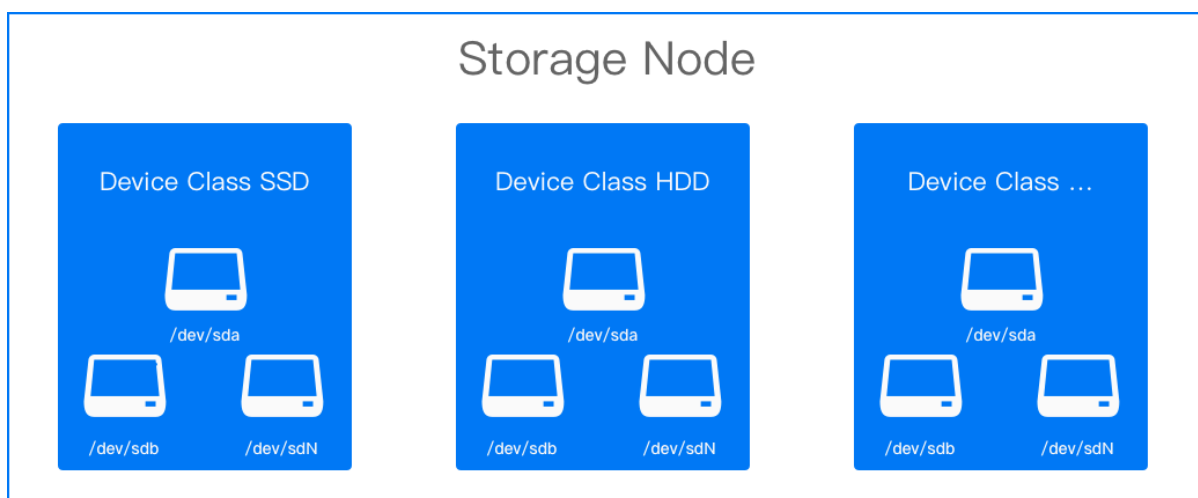 Storage Node
Device Class SSD
/dev/sda
/dev/sdb
/dev/sdN
Device Class HDD
/dev/sda
/dev/sdb
/dev/sdN
Device Class ...
/dev/sda
/dev/sdb
/dev/sdN